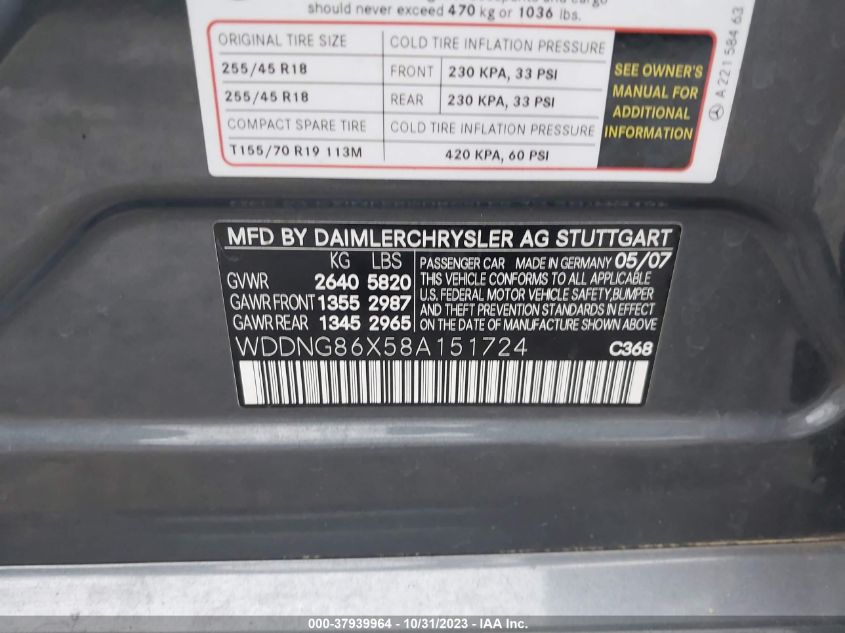 should never exceed 470 kg or 1036 lbs.
ORIGINAL TIRE SIZE COLD TIRE INFLATION PRESSURE
255/45 R18 FRONT 230 KPA, 33 PSI
255/45 R18 REAR 230 KPA, 33 PSI
COMPACT SPARE TIRE COLD TIRE INFLATION PRESSURE
T155/70 R19 113M 420 KPA, 60 PSI
SEE OWNER'S
MANUAL FOR
ADDITIONAL
INFORMATION
A 221 584 63
MFD BY DAIMLERCHRYSLER AG STUTTGART
KG LBS
GVWR 2640 5820
GAWR FRONT 1355 2987
GAWR REAR 1345 2965
PASSENGER CAR MADE IN GERMANY 05/07
THIS VEHICLE CONFORMS TO ALL APPLICABLE
U.S. FEDERAL MOTOR VEHICLE SAFETY,BUMPER
AND THEFT PREVENTION STANDARDS IN EFFECT
ON THE DATE OF MANUFACTURE SHOWN ABOVE
WDDNG86X58A151724 C368
000-37939964 | 10/31/2023 - IAA Inc.